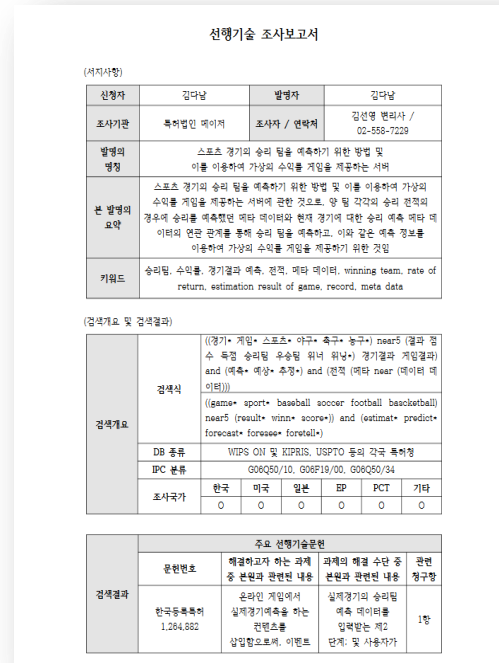 선행기술 조사보고서
(서지사항)
신청자 김다남 발명자 김다남
조사기관 특허법인 메이저 조사자 / 연락처 김선영 변리사 /
02-558-7229
발명의
명칭
스포츠 경기의 승리 팀을 예측하기 위한 방법 및
이를 이용하여 가상의 수익률 게임을 제공하는 서버
본 발명의
요약
스포츠 경기의 승리 팀을 예측하기 위한 방법 및 이를 이용하여 가상의
수익률 게임을 제공하는 서버에 관한 것으로, 양 팀 각각의 승리 전적의
경우에 승리를 예측했던 메타 데이터와 현재 경기에 대한 승리 예측 메타 데
이터의 연관 관계를 통해 승리 팀을 예측하고, 이와 같은 예측 정보를
이용하여 가상의 수익률 게임을 제공하기 위한 것임
키워드
승리팀, 수익률, 경기결과 예측, 전적, 메타 데이터, winning team, rate of
return, estimation result of game, record, meta data
(검색개요 및 검색결과)
검색개요
검색식
((경기* 게임* 스포츠* 야구* 축구* 농구*) near5 (결과 점
수 득점 승리팀 우승팀 위너 위닝*) 경기결과 게임결과)
and (예측* 예상* 추정*) and (전적 (메타 near (데이터 데
이터)))
((game* sport* baseball soccer football bascketball)
near5 (result* winn* score*)) and (estimat* predict*
forecast* foresee* foretell*)
DB 종류 WIPS ON 및 KIPRIS, USPTO 등의 각국 특허청
IPC 분류 G06Q50/10, G06F19/00, G06Q50/34
조사국가 한국 미국 일본 EP PCT 기타
O O O O O O
검색결과
주요 선행기술문헌
문헌번호
해결하고자 하는 과제
중 본원과 관련된 내용
과제의 해결 수단 중
본원과 관련된 내용
관련
청구항
한국등록특허
1,264,882
온라인 게임에서
실제경기예측을 하는
컨텐츠를
삽입함으로써, 이벤트
실제경기의 승리팀
예측 데이터를
입력받는 제2
단계; 및 사용자가
1항